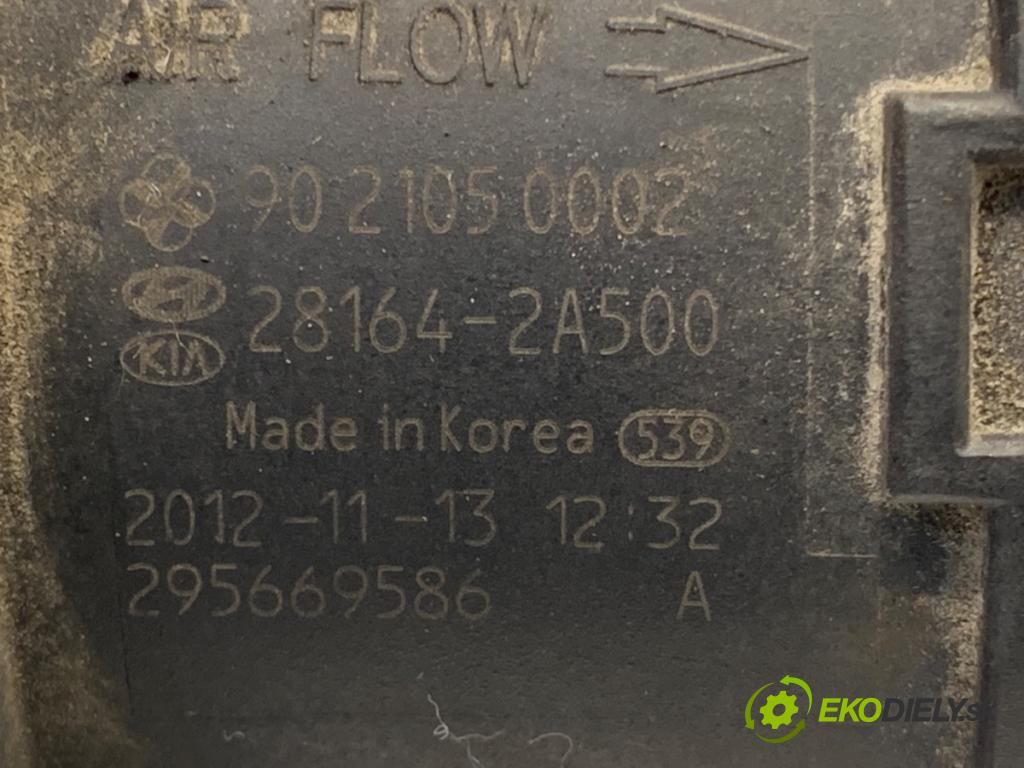 AIR FLOW
90 2105 0002
28164-2A500
KIA
Made in Korea 539
2012-11-13 12:32
295669586 A
EKODIELY.sk